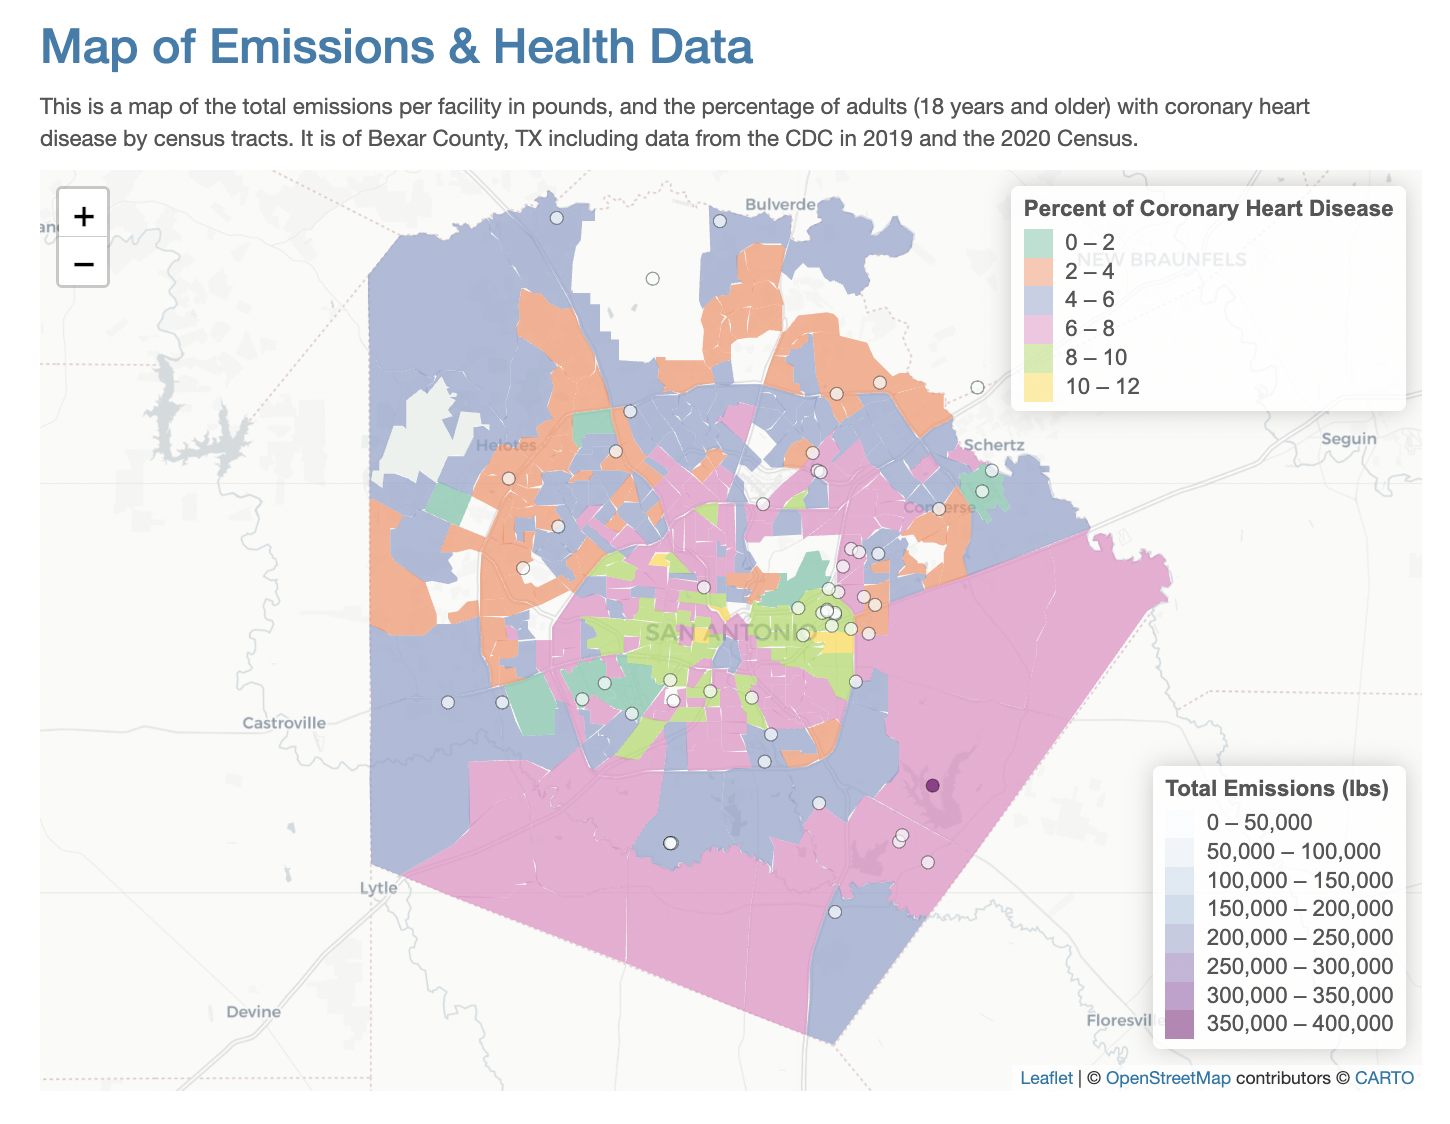 Map of Emissions & Health Data
This is a map of the total emissions per facility in pounds, and the percentage of adults (18 years and older) with coronary heart
disease by census tracts. It is of Bexar County, TX including data from the CDC in 2019 and the 2020 Census.
+
−
Bulverde
Percent of Coronary Heart Disease
0 – 2
2 – 4
4 – 6
6 – 8
8 – 10
10 – 12
NEW BRAUNFELS
Helotes
Schertz
Seguin
Converse
SAN ANTONIO
Castroville
Lytle
Devine
Total Emissions (lbs)
0 – 50,000
50,000 – 100,000
100,000 – 150,000
150,000 – 200,000
200,000 – 250,000
250,000 – 300,000
300,000 – 350,000
350,000 – 400,000
Leaflet | © OpenStreetMap contributors © CARTO